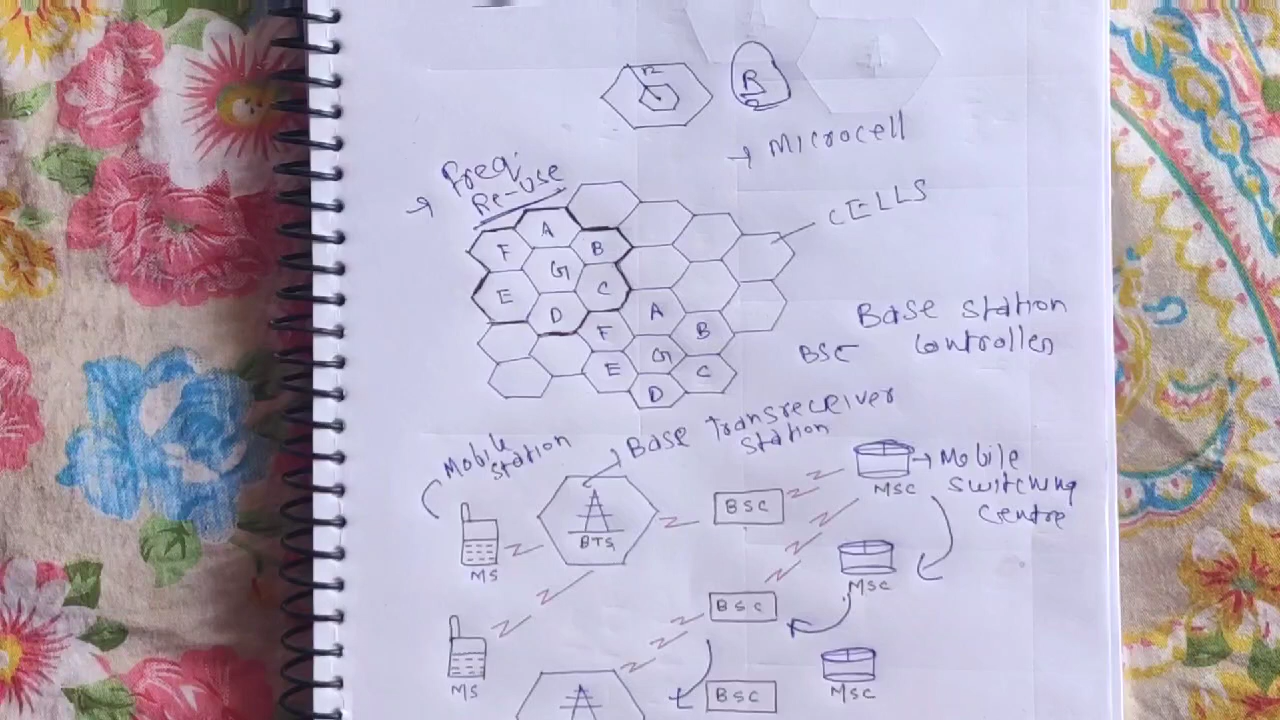 R
R
2
→ Microcell
→ Freq.
Re-use
CELLS
A
F
B
G
E
C
D
A
F
B
G
E
C
D
Base station
BSC controller
Mobile
station
Base Transreceiver
station
→ Mobile
switching
centre
MSC
BSC
BTS
MS
MSC
BSC
MS
BSC
MSC